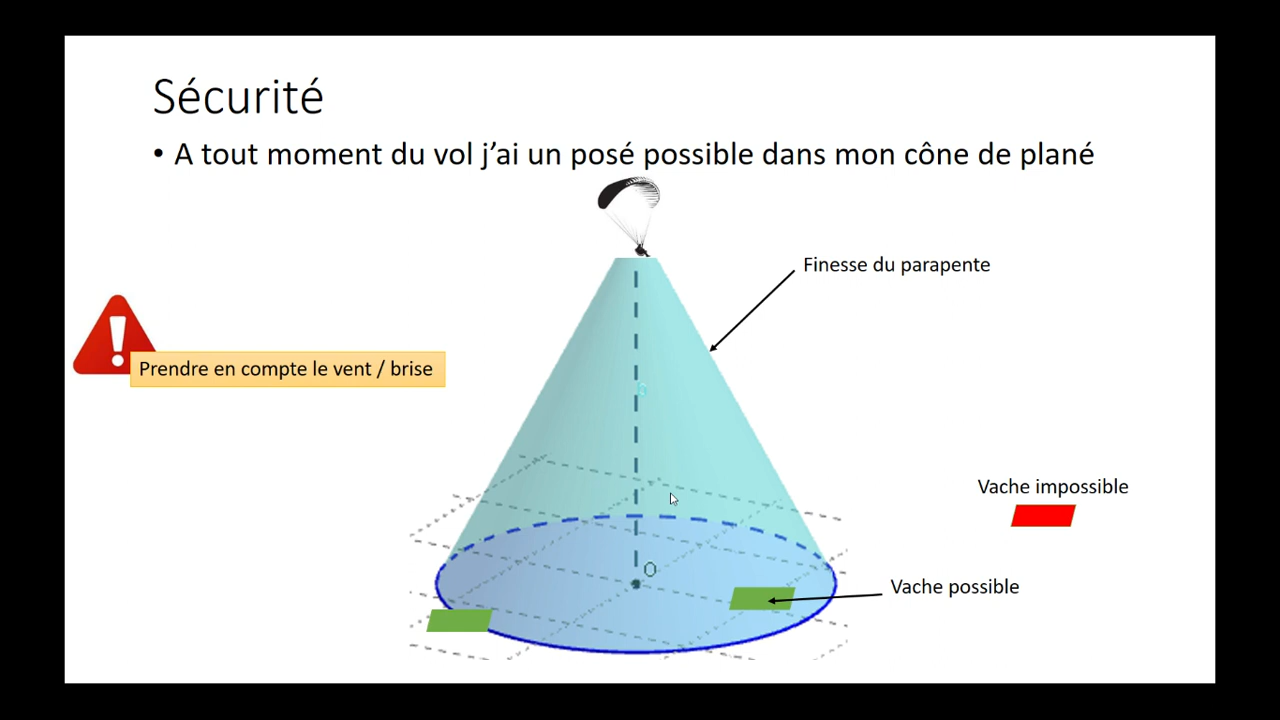 Sécurité
• A tout moment du vol j’ai un posé possible dans mon cône de plané
Finesse du parapente
Prendre en compte le vent / brise
h
Vache impossible
O
Vache possible